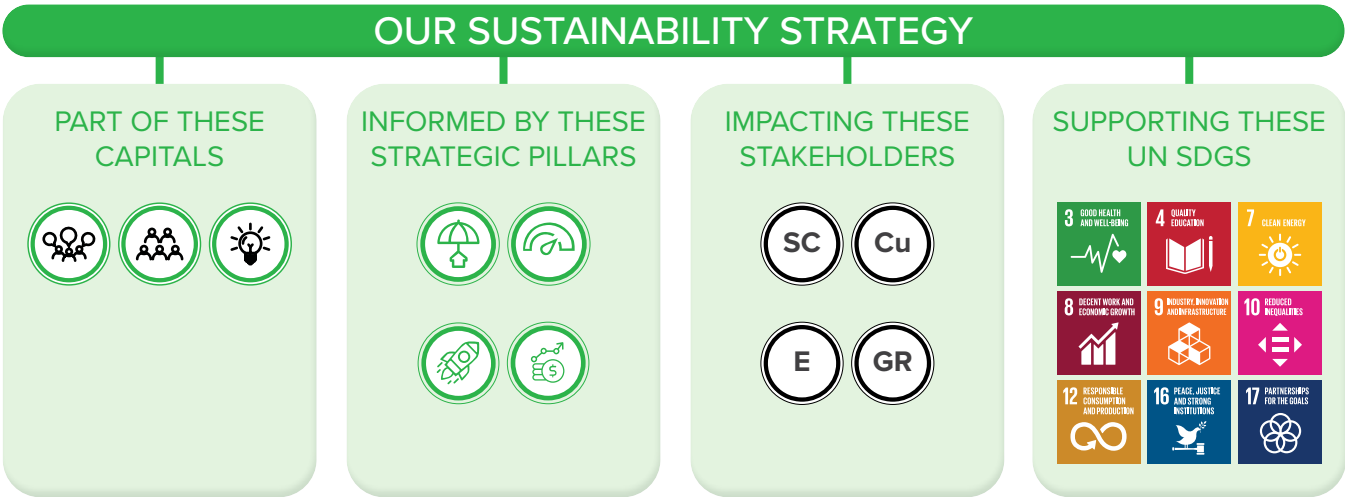 OUR SUSTAINABILITY STRATEGY
PART OF THESE
CAPITALS
INFORMED BY THESE
STRATEGIC PILLARS
$
IMPACTING THESE
STAKEHOLDERS
SC
Cu
E
GR
SUPPORTING THESE
UN SDGS
3 GOOD HEALTH
AND WELL-BEING
4 QUALITY
EDUCATION
7 CLEAN ENERGY
8 DECENT WORK AND
ECONOMIC GROWTH
9 INDUSTRY, INNOVATION
AND INFRASTRUCTURE
10 REDUCED
INEQUALITIES
12 RESPONSIBLE
CONSUMPTION
AND PRODUCTION
16 PEACE, JUSTICE
AND STRONG
INSTITUTIONS
17 PARTNERSHIPS
FOR THE GOALS